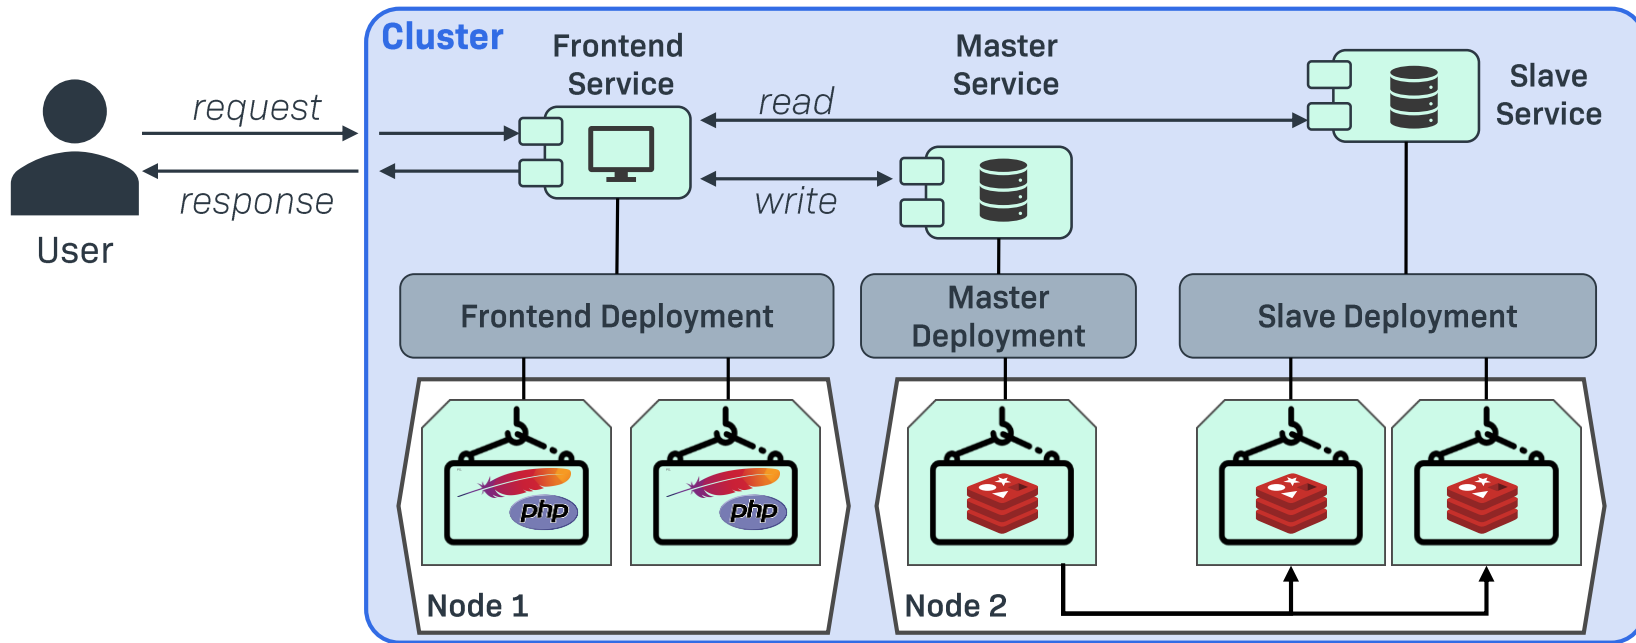 Cluster
Frontend
Service
Master
Service
Slave
Service
request
response
User
read
write
Frontend Deployment
Master
Deployment
Slave Deployment
php
php
Node 1
Node 2